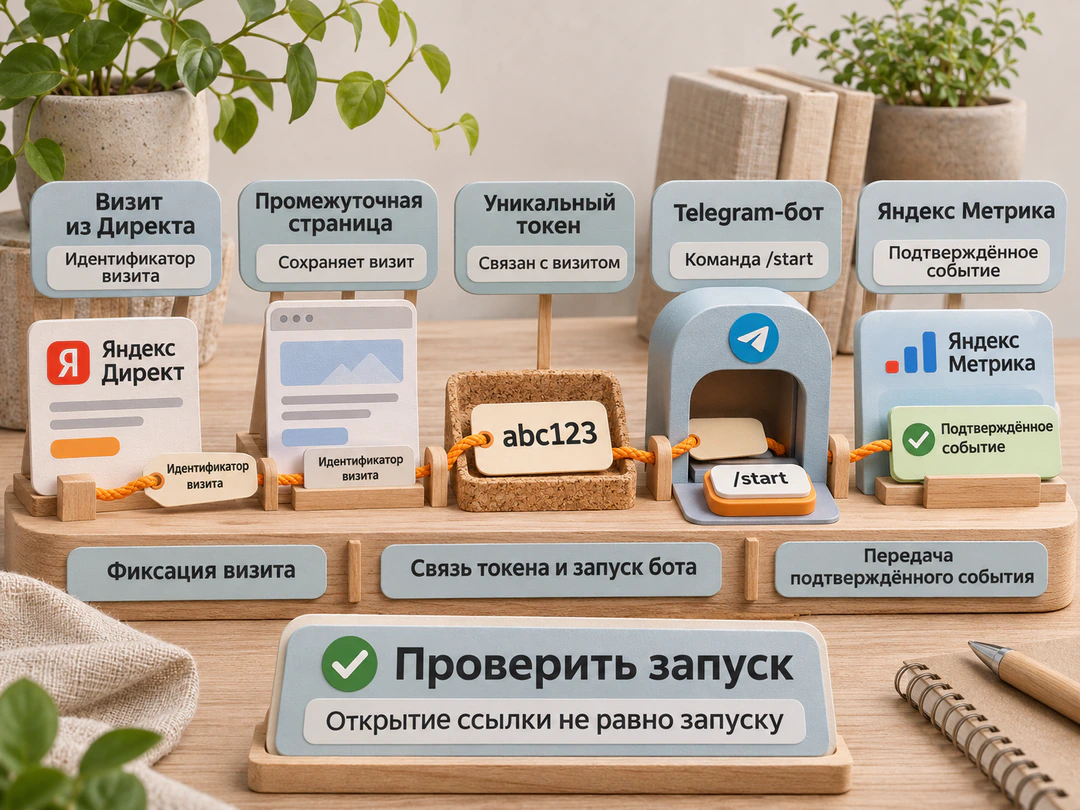 Визит
из Директа
Идентификатор
визита
Промежуточная
страница
Сохраняет визит
Уникальный
токен
Связан с визитом
Telegram-бот
Команда /start
Яндекс Метрика
Подтверждённое
событие
Я
Яндекс
Директ
Идентификатор
визита
Идентификатор
визита
abc123
/start
Яндекс
Метрика
Подтверждённое
событие
Фиксация визита
Связь токена и запуск бота
Передача
подтверждённого события
Проверить запуск
Открытие ссылки не равно запуску